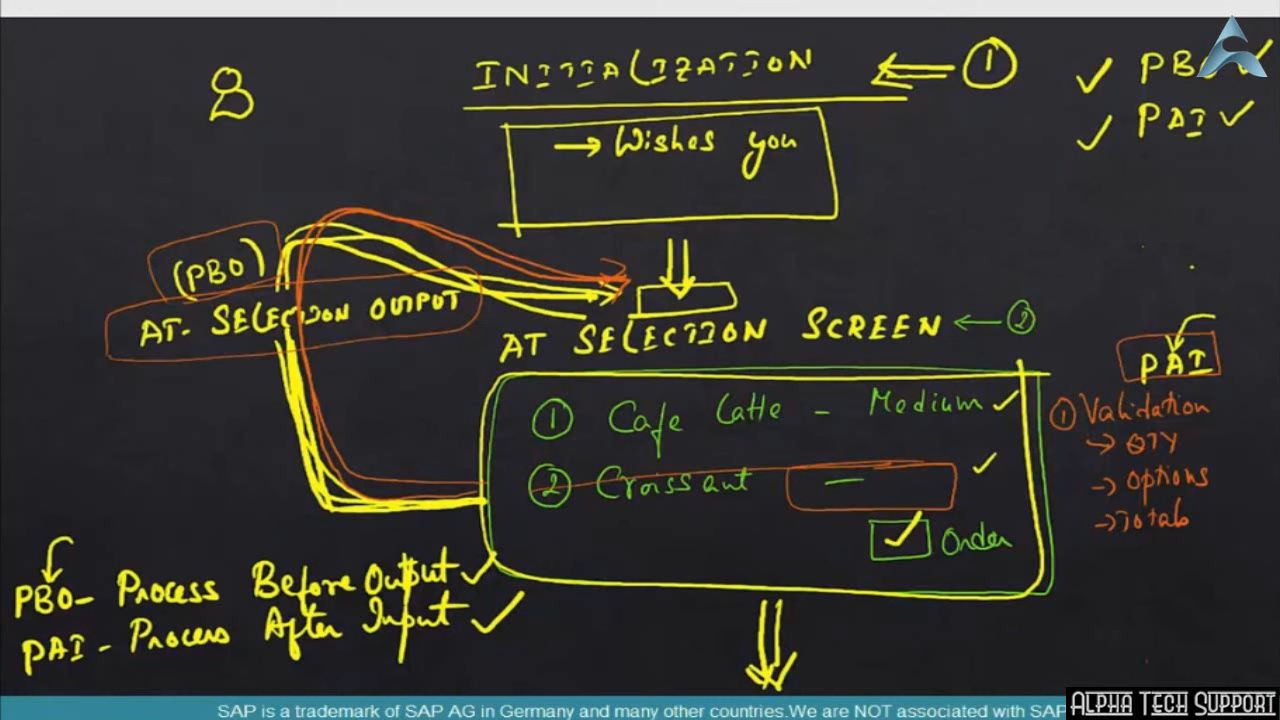 INITIALIZATION
1
PBO
PAI
→ Wishes you
(PBO)
AT-SELECTION OUTPUT
AT SELECTION SCREEN
2
PAI
① Cafe Latte - Medium
② Croissant —
Order
① Validation
→ QTY
→ Options
→ Totals
PBO- Process Before Output
PAI - Process After Input
SAP is a trademark of SAP AG in Germany and many other countries.We are NOT associated with SAP
ALPHA TECH SUPPORT